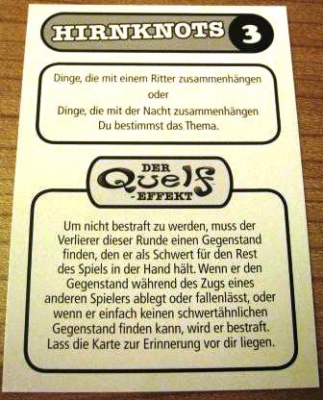 HIRNKNOTS 3
Dinge, die mit einem Ritter zusammenhängen
oder
Dinge, die mit der Nacht zusammenhängen
Du bestimmst das Thema.
DER
Quelf
-EFFEKT
Um nicht bestraft zu werden, muss der
Verlierer dieser Runde einen Gegenstand
finden, den er als Schwert für den Rest
des Spiels in der Hand hält. Wenn er den
Gegenstand während des Zugs eines
anderen Spielers ablegt oder fallenlässt, oder
wenn er einfach keinen schwertähnlichen
Gegenstand finden kann, wird er bestraft.
Lass die Karte zur Erinnerung vor dir liegen.